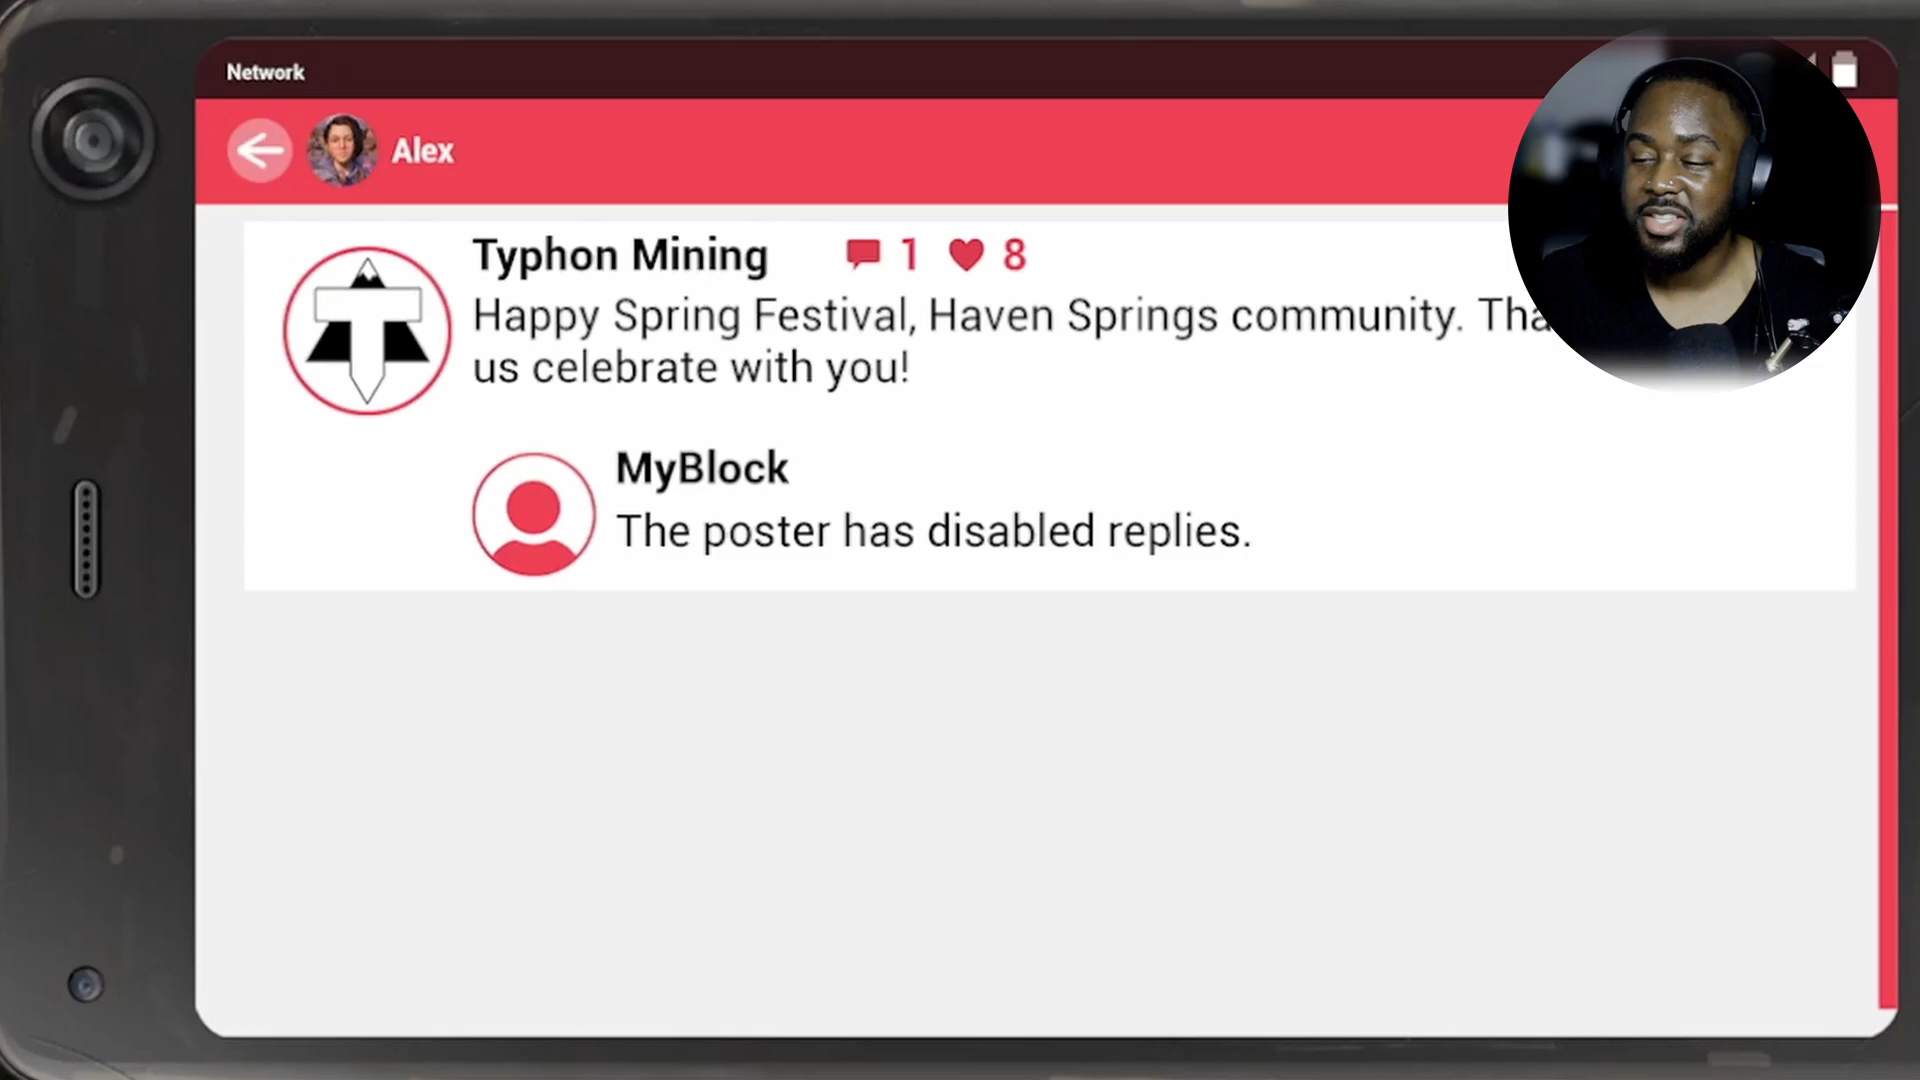 Network
Alex
Typhon Mining 1 8
Happy Spring Festival, Haven Springs community.
us celebrate with you!
MyBlock
The poster has disabled replies.